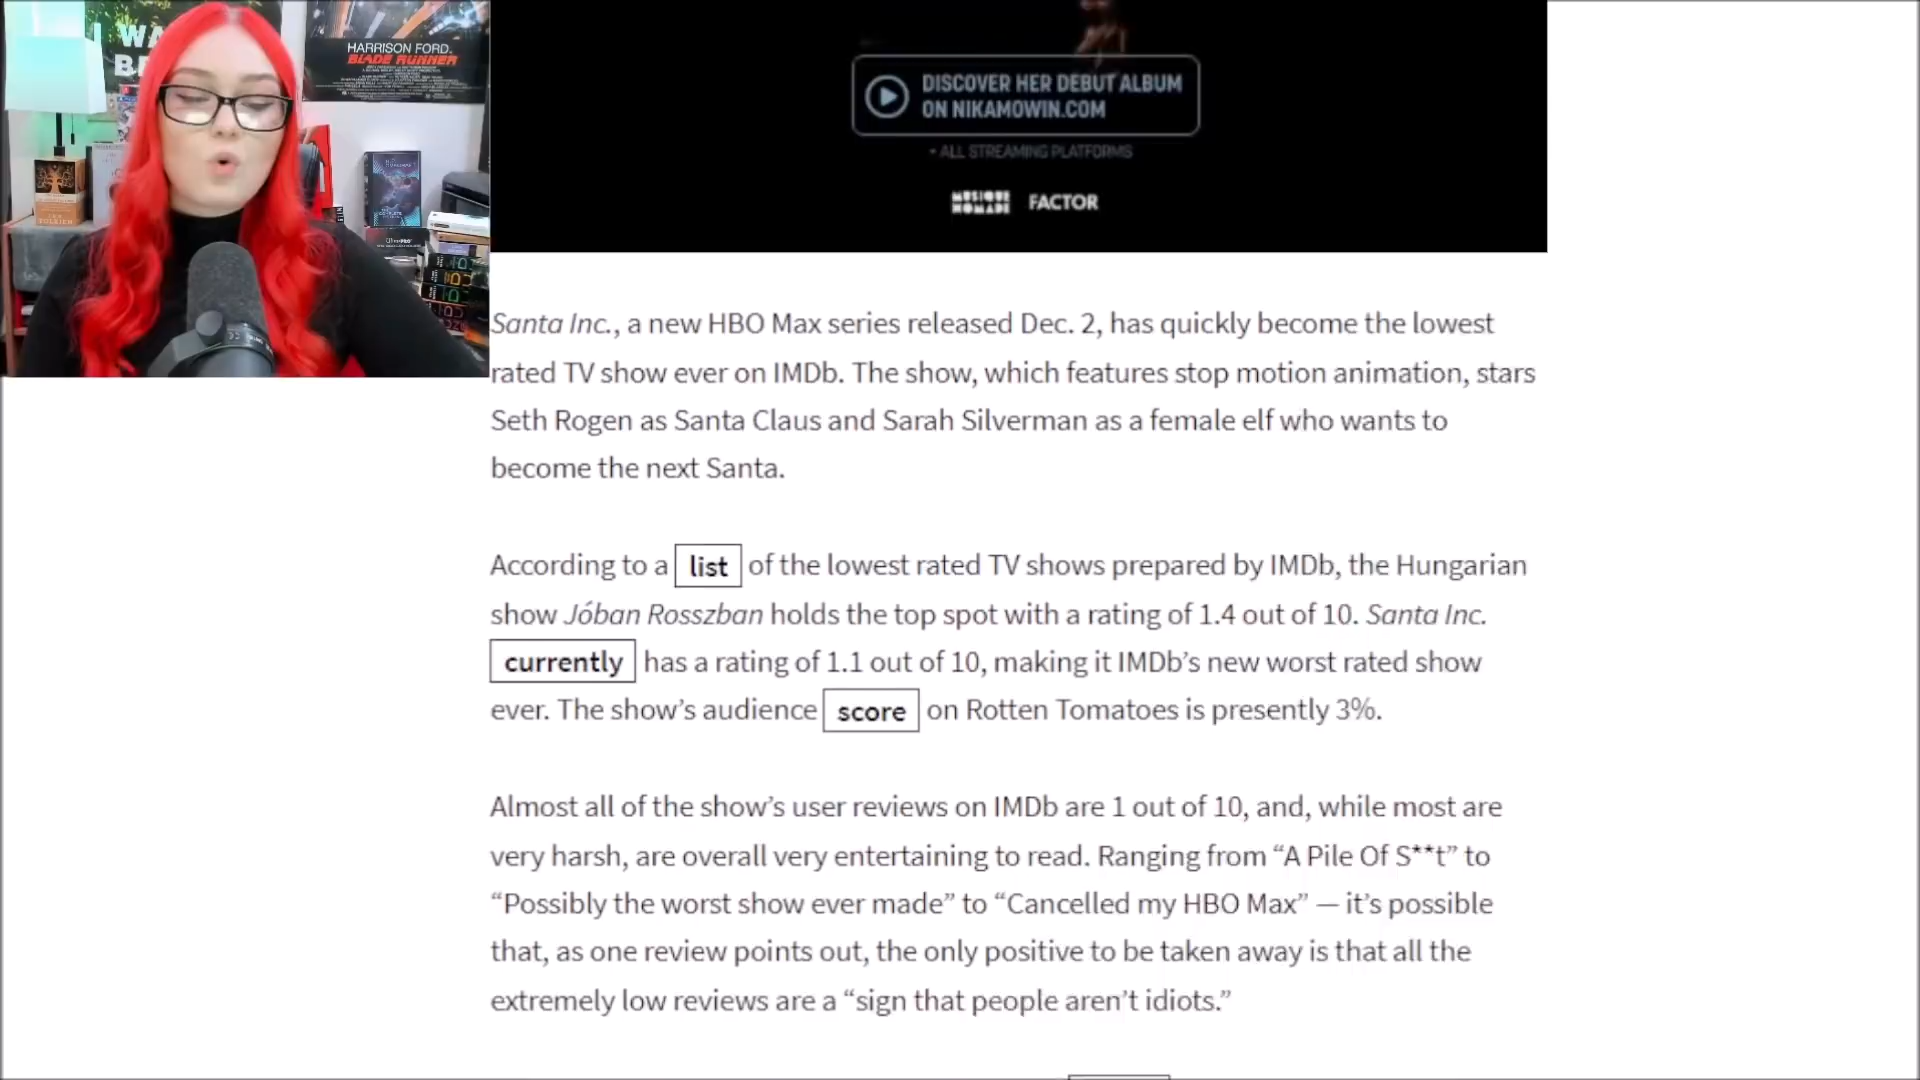 HARRISON FORD.
BLADE RUNNER
DISCOVER HER DEBUT ALBUM
ON NIKAMOWIN.COM
• ALL STREAMING PLATFORMS
MUSIQUE
NOMADE
FACTOR
Santa Inc., a new HBO Max series released Dec. 2, has quickly become the lowest
rated TV show ever on IMDb. The show, which features stop motion animation, stars
Seth Rogen as Santa Claus and Sarah Silverman as a female elf who wants to
become the next Santa.
According to a list of the lowest rated TV shows prepared by IMDb, the Hungarian
show Jóban Rosszban holds the top spot with a rating of 1.4 out of 10. Santa Inc.
currently has a rating of 1.1 out of 10, making it IMDb’s new worst rated show
ever. The show’s audience score on Rotten Tomatoes is presently 3%.
Almost all of the show’s user reviews on IMDb are 1 out of 10, and, while most are
very harsh, are overall very entertaining to read. Ranging from “A Pile Of S**t” to
“Possibly the worst show ever made” to “Cancelled my HBO Max” — it’s possible
that, as one review points out, the only positive to be taken away is that all the
extremely low reviews are a “sign that people aren’t idiots.”